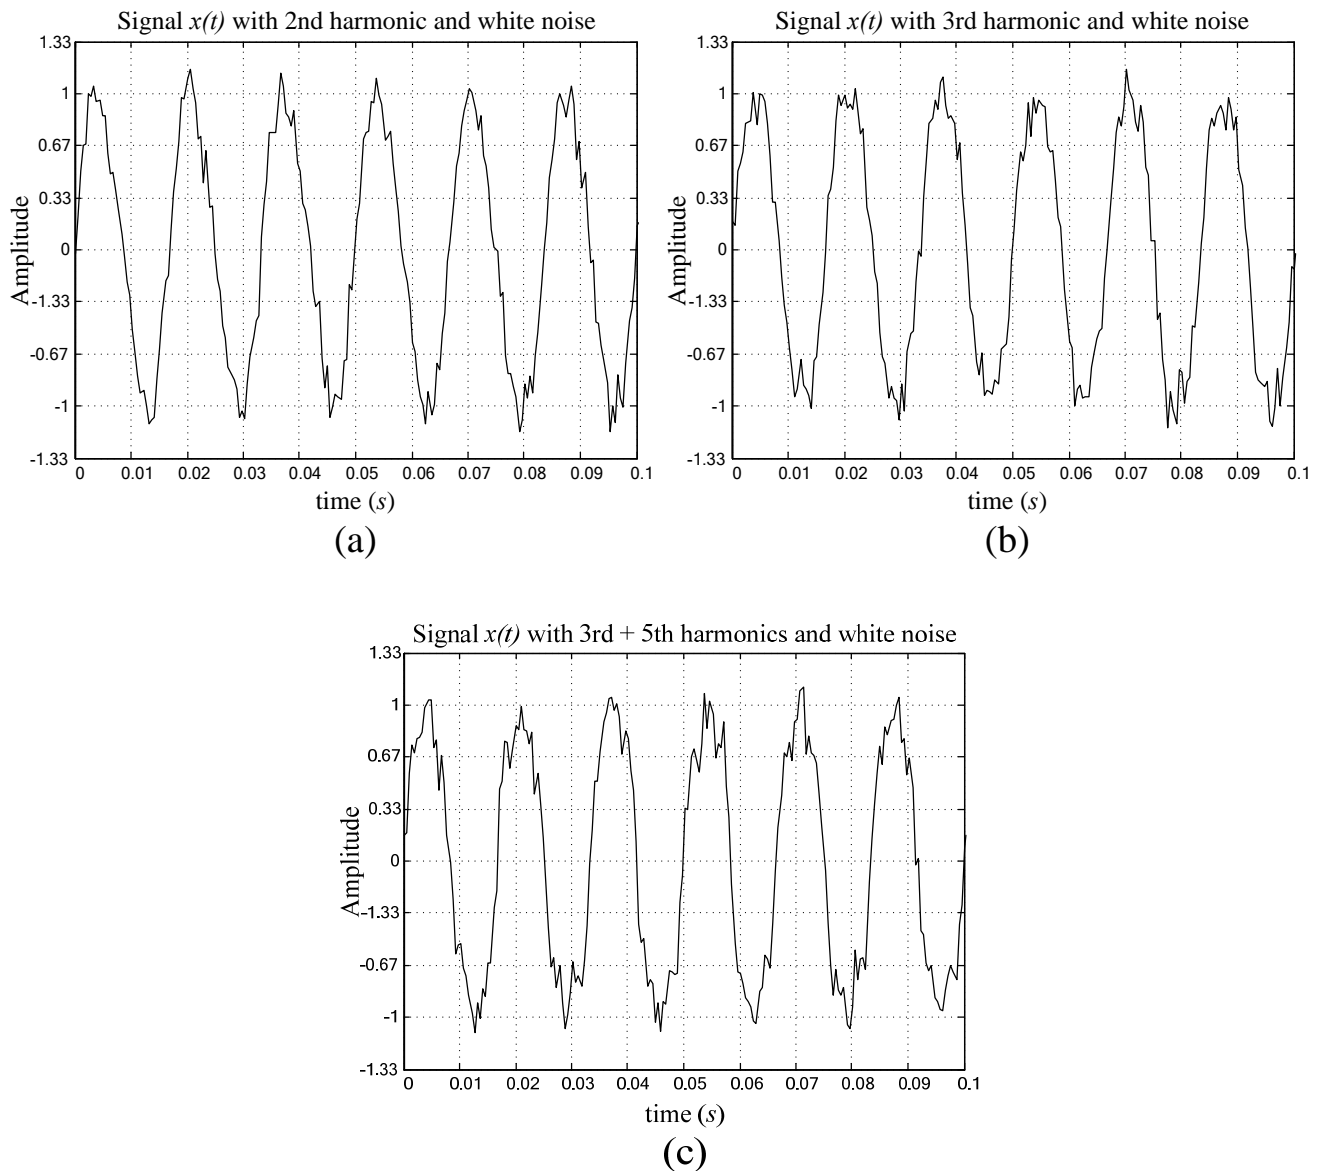 Signal x(t) with 2nd harmonic and white noise
1.33
1
0.67
0.33
0
-1.33
-0.67
-1
-1.33
Amplitude
0 0.01 0.02 0.03 0.04 0.05 0.06 0.07 0.08 0.09 0.1
time (s)
(a)
Signal x(t) with 3rd harmonic and white noise
1.33
1
0.67
0.33
0
-1.33
-0.67
-1
-1.33
Amplitude
0 0.01 0.02 0.03 0.04 0.05 0.06 0.07 0.08 0.09 0.1
time (s)
(b)
Signal x(t) with 3rd + 5th harmonics and white noise
1.33
1
0.67
0.33
0
-1.33
-0.67
-1
-1.33
Amplitude
0 0.01 0.02 0.03 0.04 0.05 0.06 0.07 0.08 0.09 0.1
time (s)
(c)